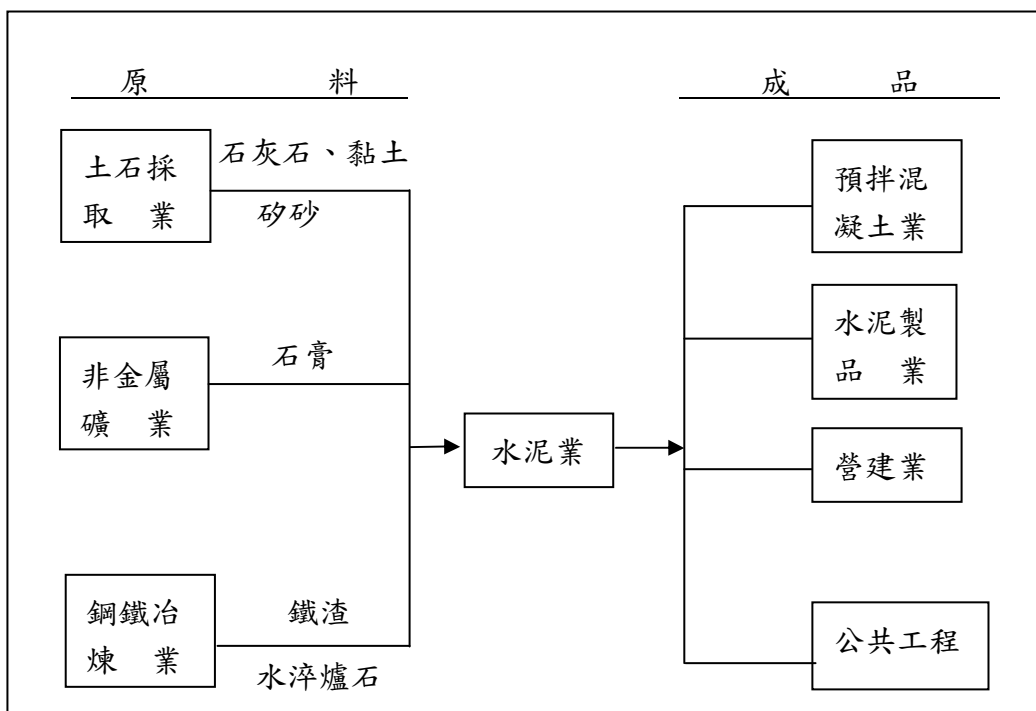 原 料
土石採
取 業
石灰石、黏土
矽砂
非金屬
礦 業
石膏
鋼鐵冶
煉 業
鐵渣
水淬爐石
水泥業
成 品
預拌混
凝土業
水泥製
品 業
營建業
公共工程